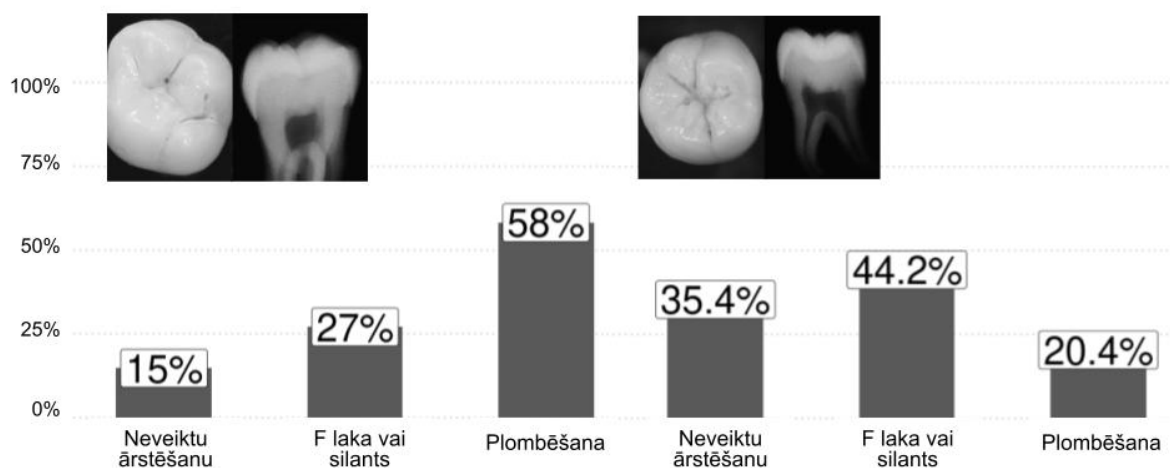 100%
75%
50%
25%
0%
15%
27%
58%
35.4%
44.2%
20.4%
Neveiktu
ārstēšanu
F laka vai
silants
Plombēšana
Neveiktu
ārstēšanu
F laka vai
silants
Plombēšana